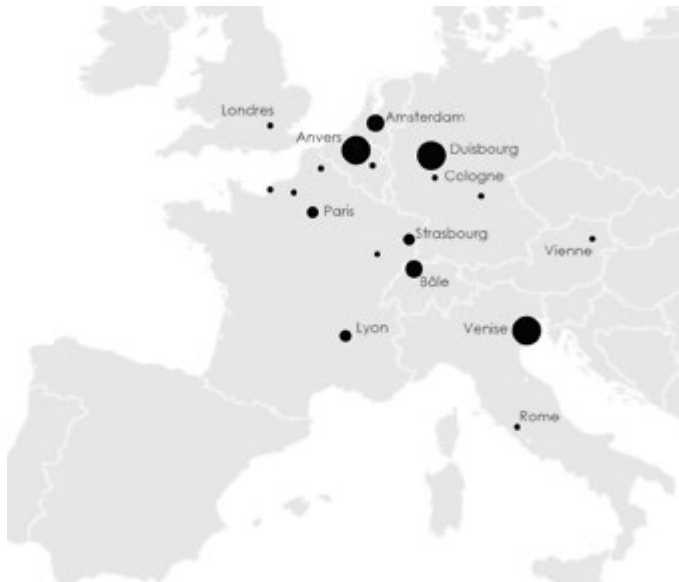 Londres
Amsterdam
Anvers
Duisbourg
Cologne
Paris
Strasbourg
Vienne
Bâle
Lyon
Venise
Rome